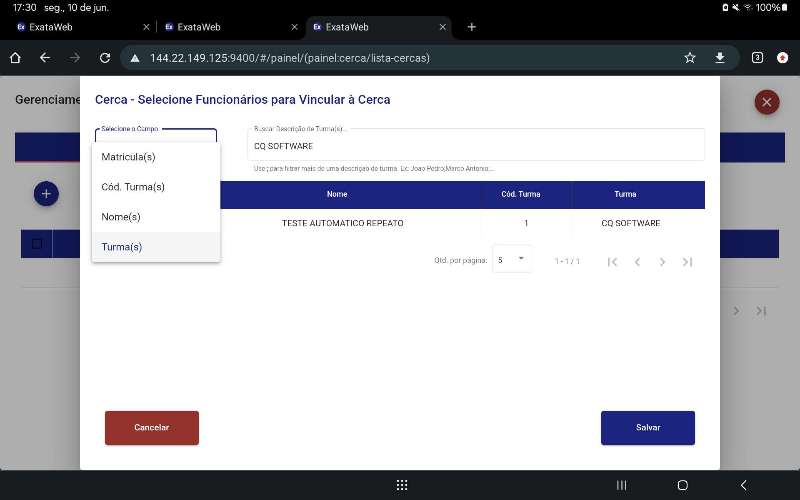 17:30 seg., 10 de jun. 100%
ExataWeb ExataWeb ExataWeb
144.22.149.125:9400/#/painel/(painel:cerca/lista-cercas) 3
Gerenciame
Cerca - Selecione Funcionários para Vincular à Cerca
Selecione o Campo
Buscar Descrição de Turma(s)...
CQ SOFTWARE
Use ; para filtrar mais de uma descrição de turma. Ex: Joao Pedro;Marco Antonio...
Matricula(s)
Cód. Turma(s)
Nome(s)
Turma(s)
Nome Cód. Turma Turma
TESTE AUTOMATICO REPEATO 1 CQ SOFTWARE
Qtd. por página: 5 1 - 1 / 1
Cancelar Salvar